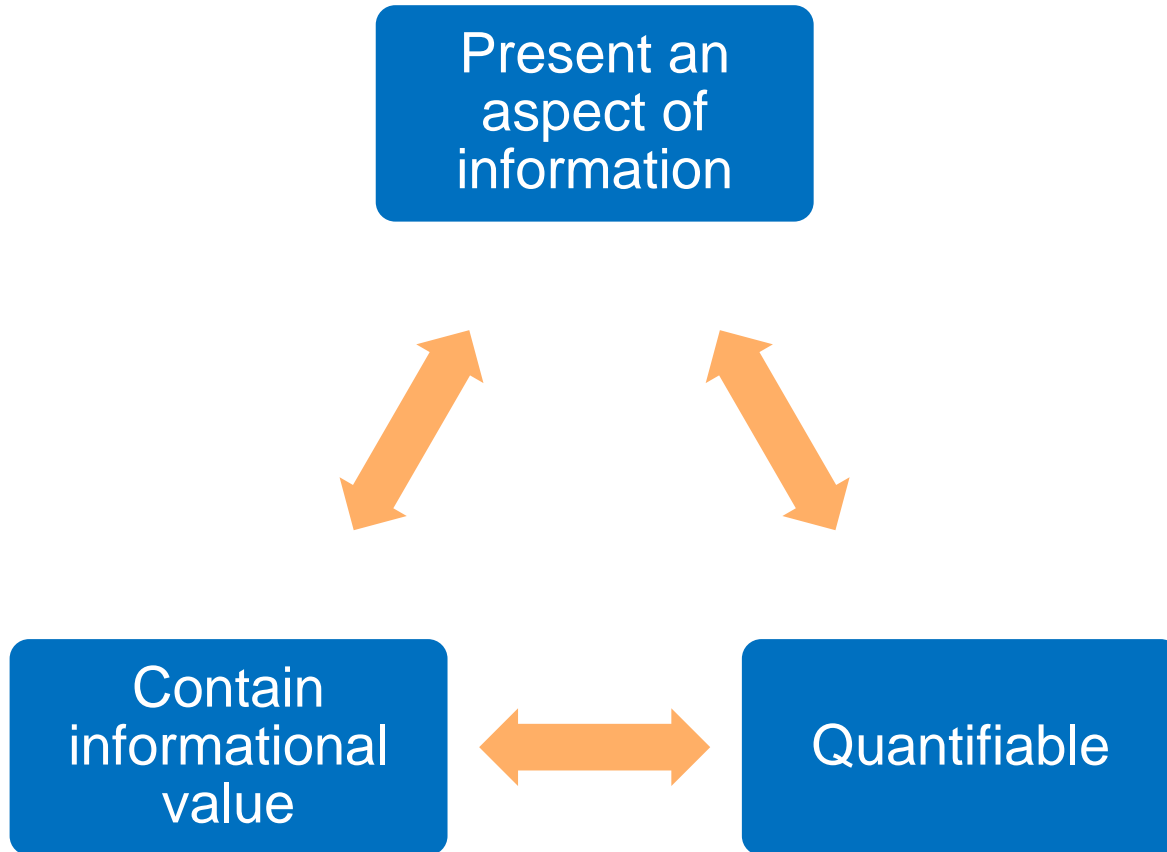 Present an
aspect of
information
Contain
informational
value
Quantifiable